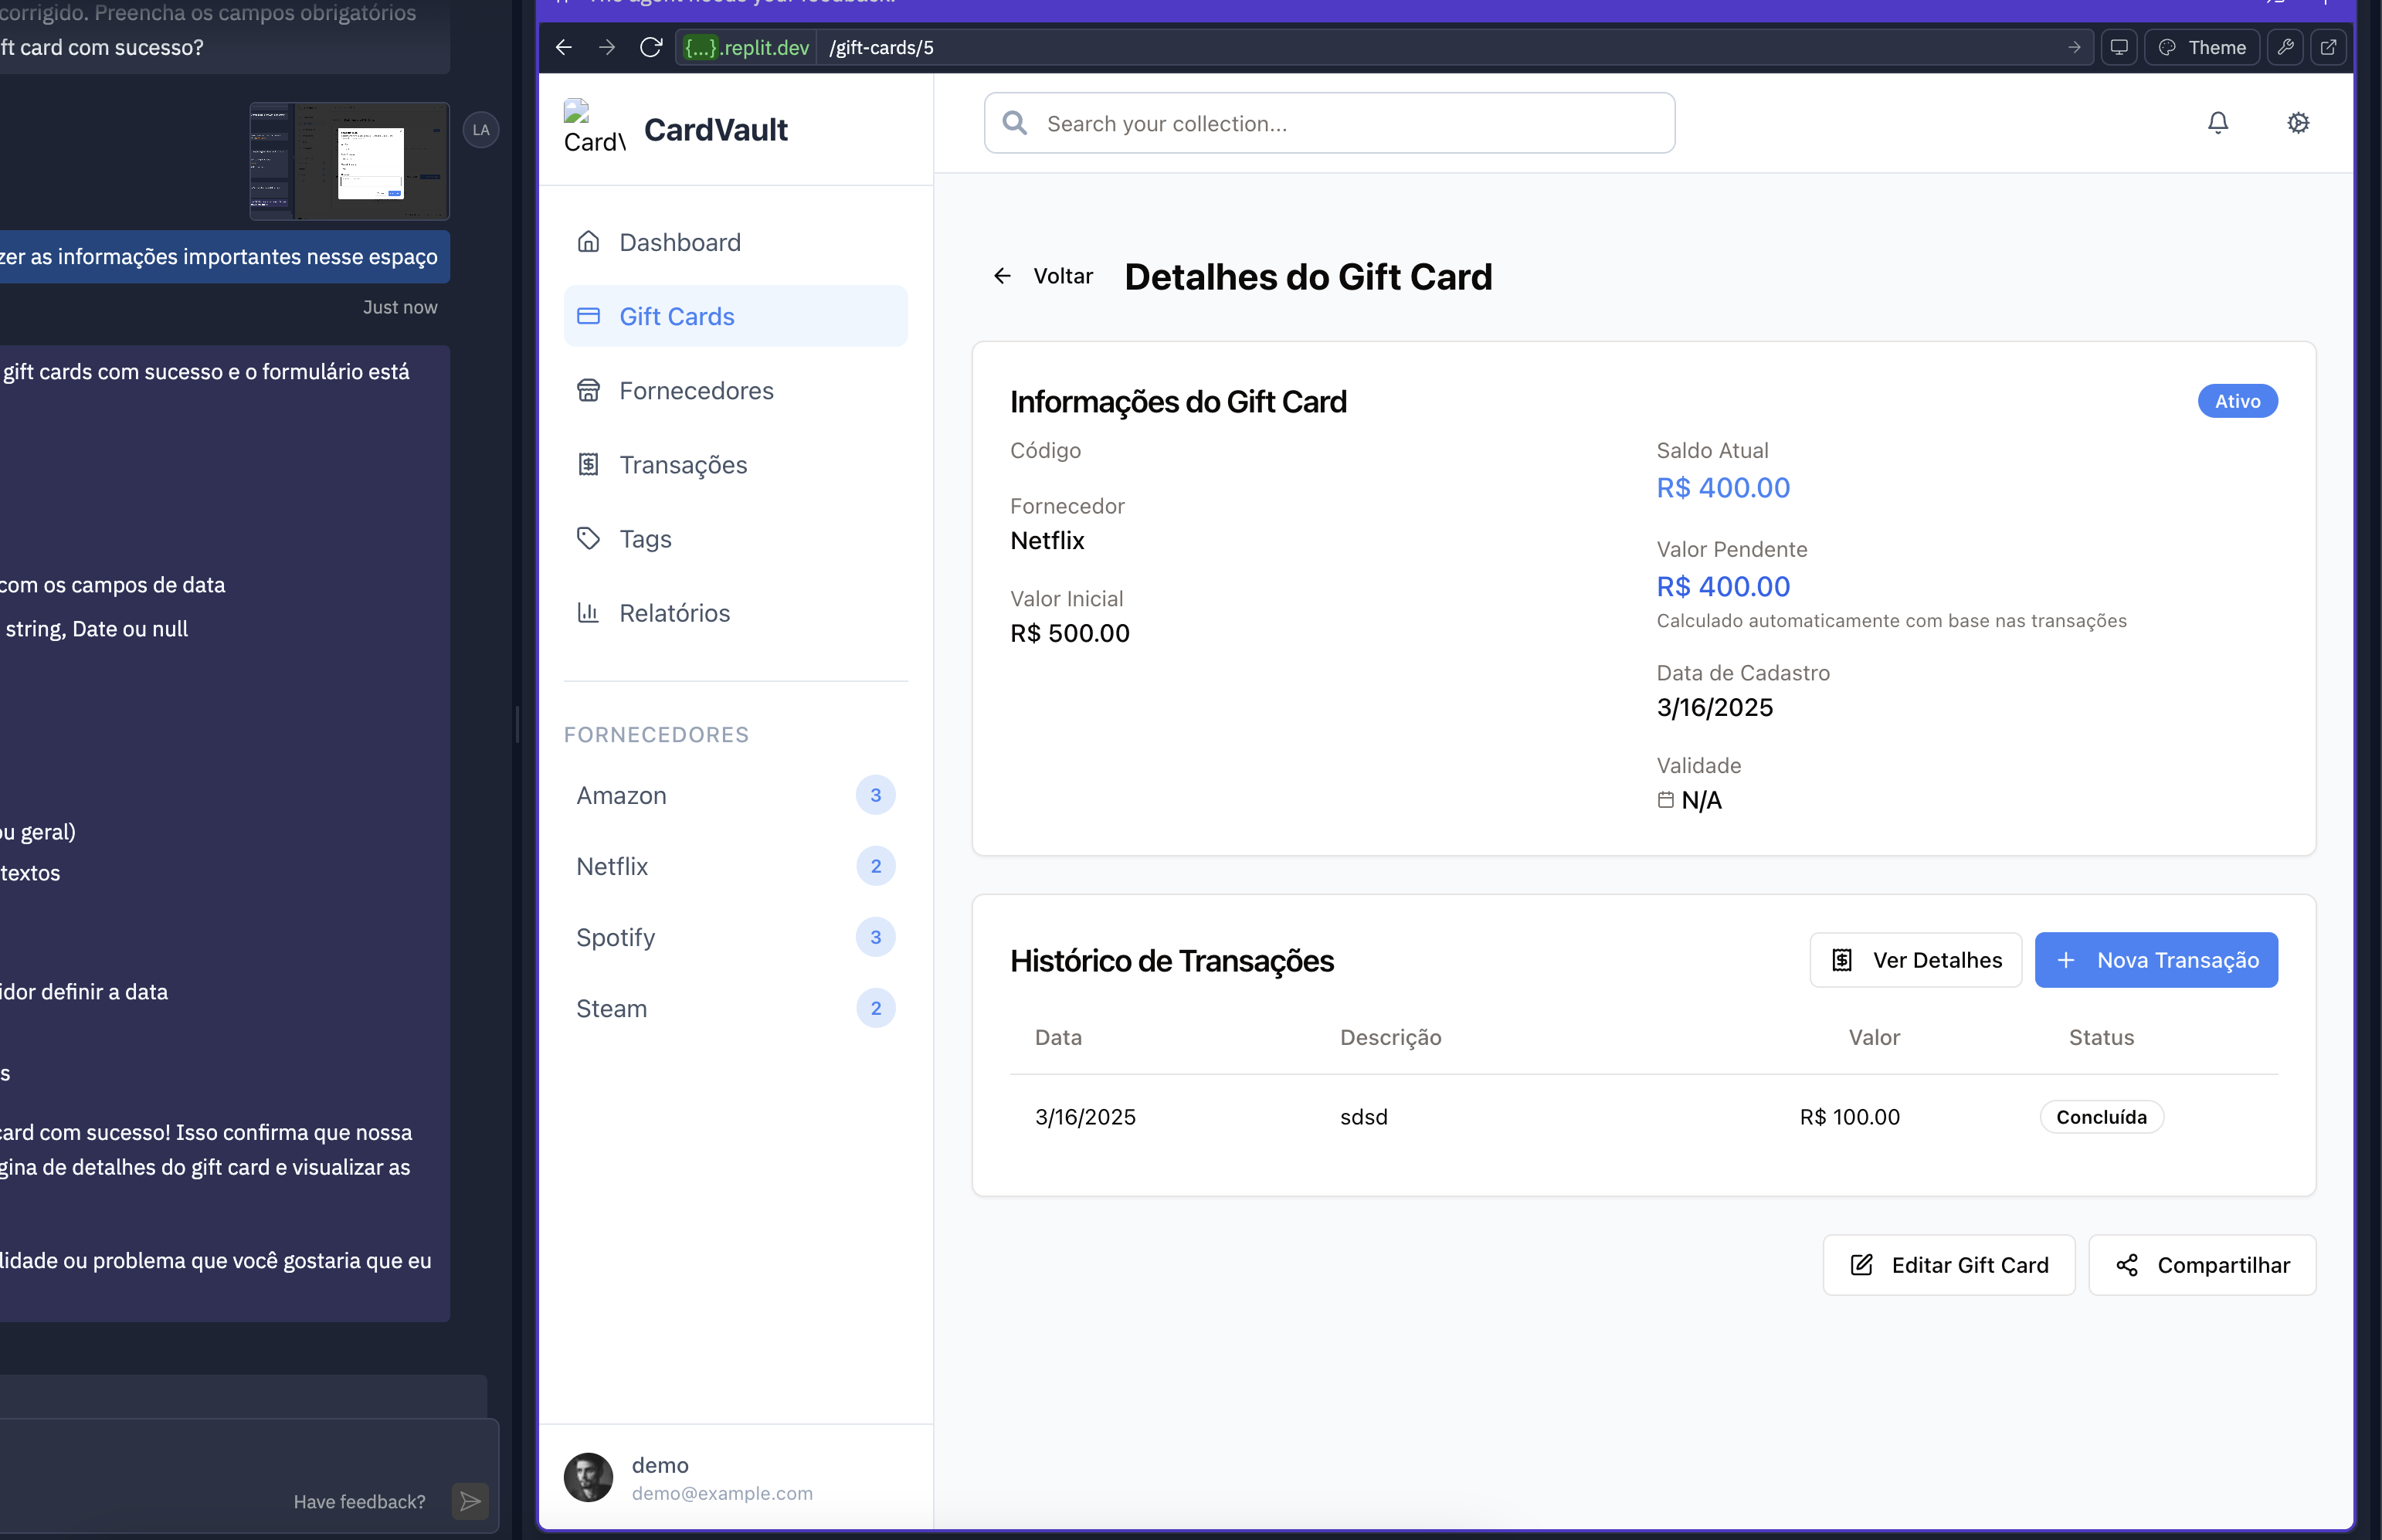 corrigido. Preencha os campos obrigatórios
ft card com sucesso?
LA
zer as informações importantes nesse espaço
Just now
gift cards com sucesso e o formulário está
com os campos de data
string, Date ou null
ou geral)
textos
idor definir a data
s
card com sucesso! Isso confirma que nossa
gina de detalhes do gift card e visualizar as
lidade ou problema que você gostaria que eu
Have feedback?
The agent needs your feedback.
{...}.replit.dev /gift-cards/5
Theme
Card\
CardVault
Search your collection...
Dashboard
Gift Cards
Fornecedores
Transações
Tags
Relatórios
FORNECEDORES
Amazon 3
Netflix 2
Spotify 3
Steam 2
demo
demo@example.com
Voltar
Detalhes do Gift Card
Informações do Gift Card
Ativo
Código
Fornecedor
Netflix
Valor Inicial
R$ 500.00
Saldo Atual
R$ 400.00
Valor Pendente
R$ 400.00
Calculado automaticamente com base nas transações
Data de Cadastro
3/16/2025
Validade
N/A
Histórico de Transações
Ver Detalhes
+ Nova Transação
Data Descrição Valor Status
3/16/2025 sdsd R$ 100.00 Concluída
Editar Gift Card
Compartilhar